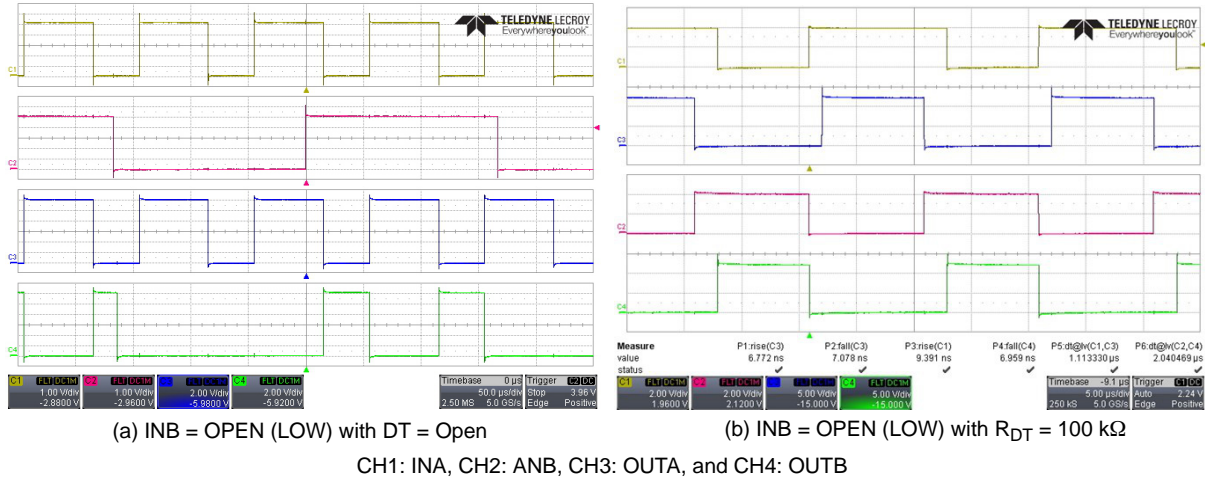 TELEDYNE LECROY
Everywhereyoulook™
C1
C2
C3
C4
C1 FLT DC1M
1.00 V/div
-2.8800 V
C2 FLT DC1M
1.00 V/div
-2.9600 V
FLT DC1M
2.00 V/div
-5.9800 V
C4 FLT DC1M
2.00 V/div
-5.9200 V
Timebase 0 µs
50.0 µs/div
2.50 MS 5.0 GS/s
Trigger C2 DC
Stop 3.96 V
Edge Positive
(a) INB = OPEN (LOW) with DT = Open
TELEDYNE LECROY
Everywhereyoulook™
C1
C3
C2
C4
Measure P1:rise(C3) P2:fall(C4) P3:rise(C1) P4:fall(C4) P5:dt@lv(C1,C3) P6:dt@lv(C2,C4)
value 6.772 ns 7.078 ns 9.391 ns 6.959 ns 1.113330 µs 2.040469 µs
status
C1 FLT DC1M
2.00 V/div
1.9600 V
C2 FLT DC1M
2.00 V/div
2.1200 V
FLT DC1M
5.00 V/div
-15.000 V
C4 FLT DC1M
5.00 V/div
-15.000 V
Timebase -9.1 µs
5.00 µs/div
250 kS 5.0 GS/s
Trigger C1 DC
Auto 2.24 V
Edge Positive
(b) INB = OPEN (LOW) with RDT = 100 kΩ
CH1: INA, CH2: ANB, CH3: OUTA, and CH4: OUTB